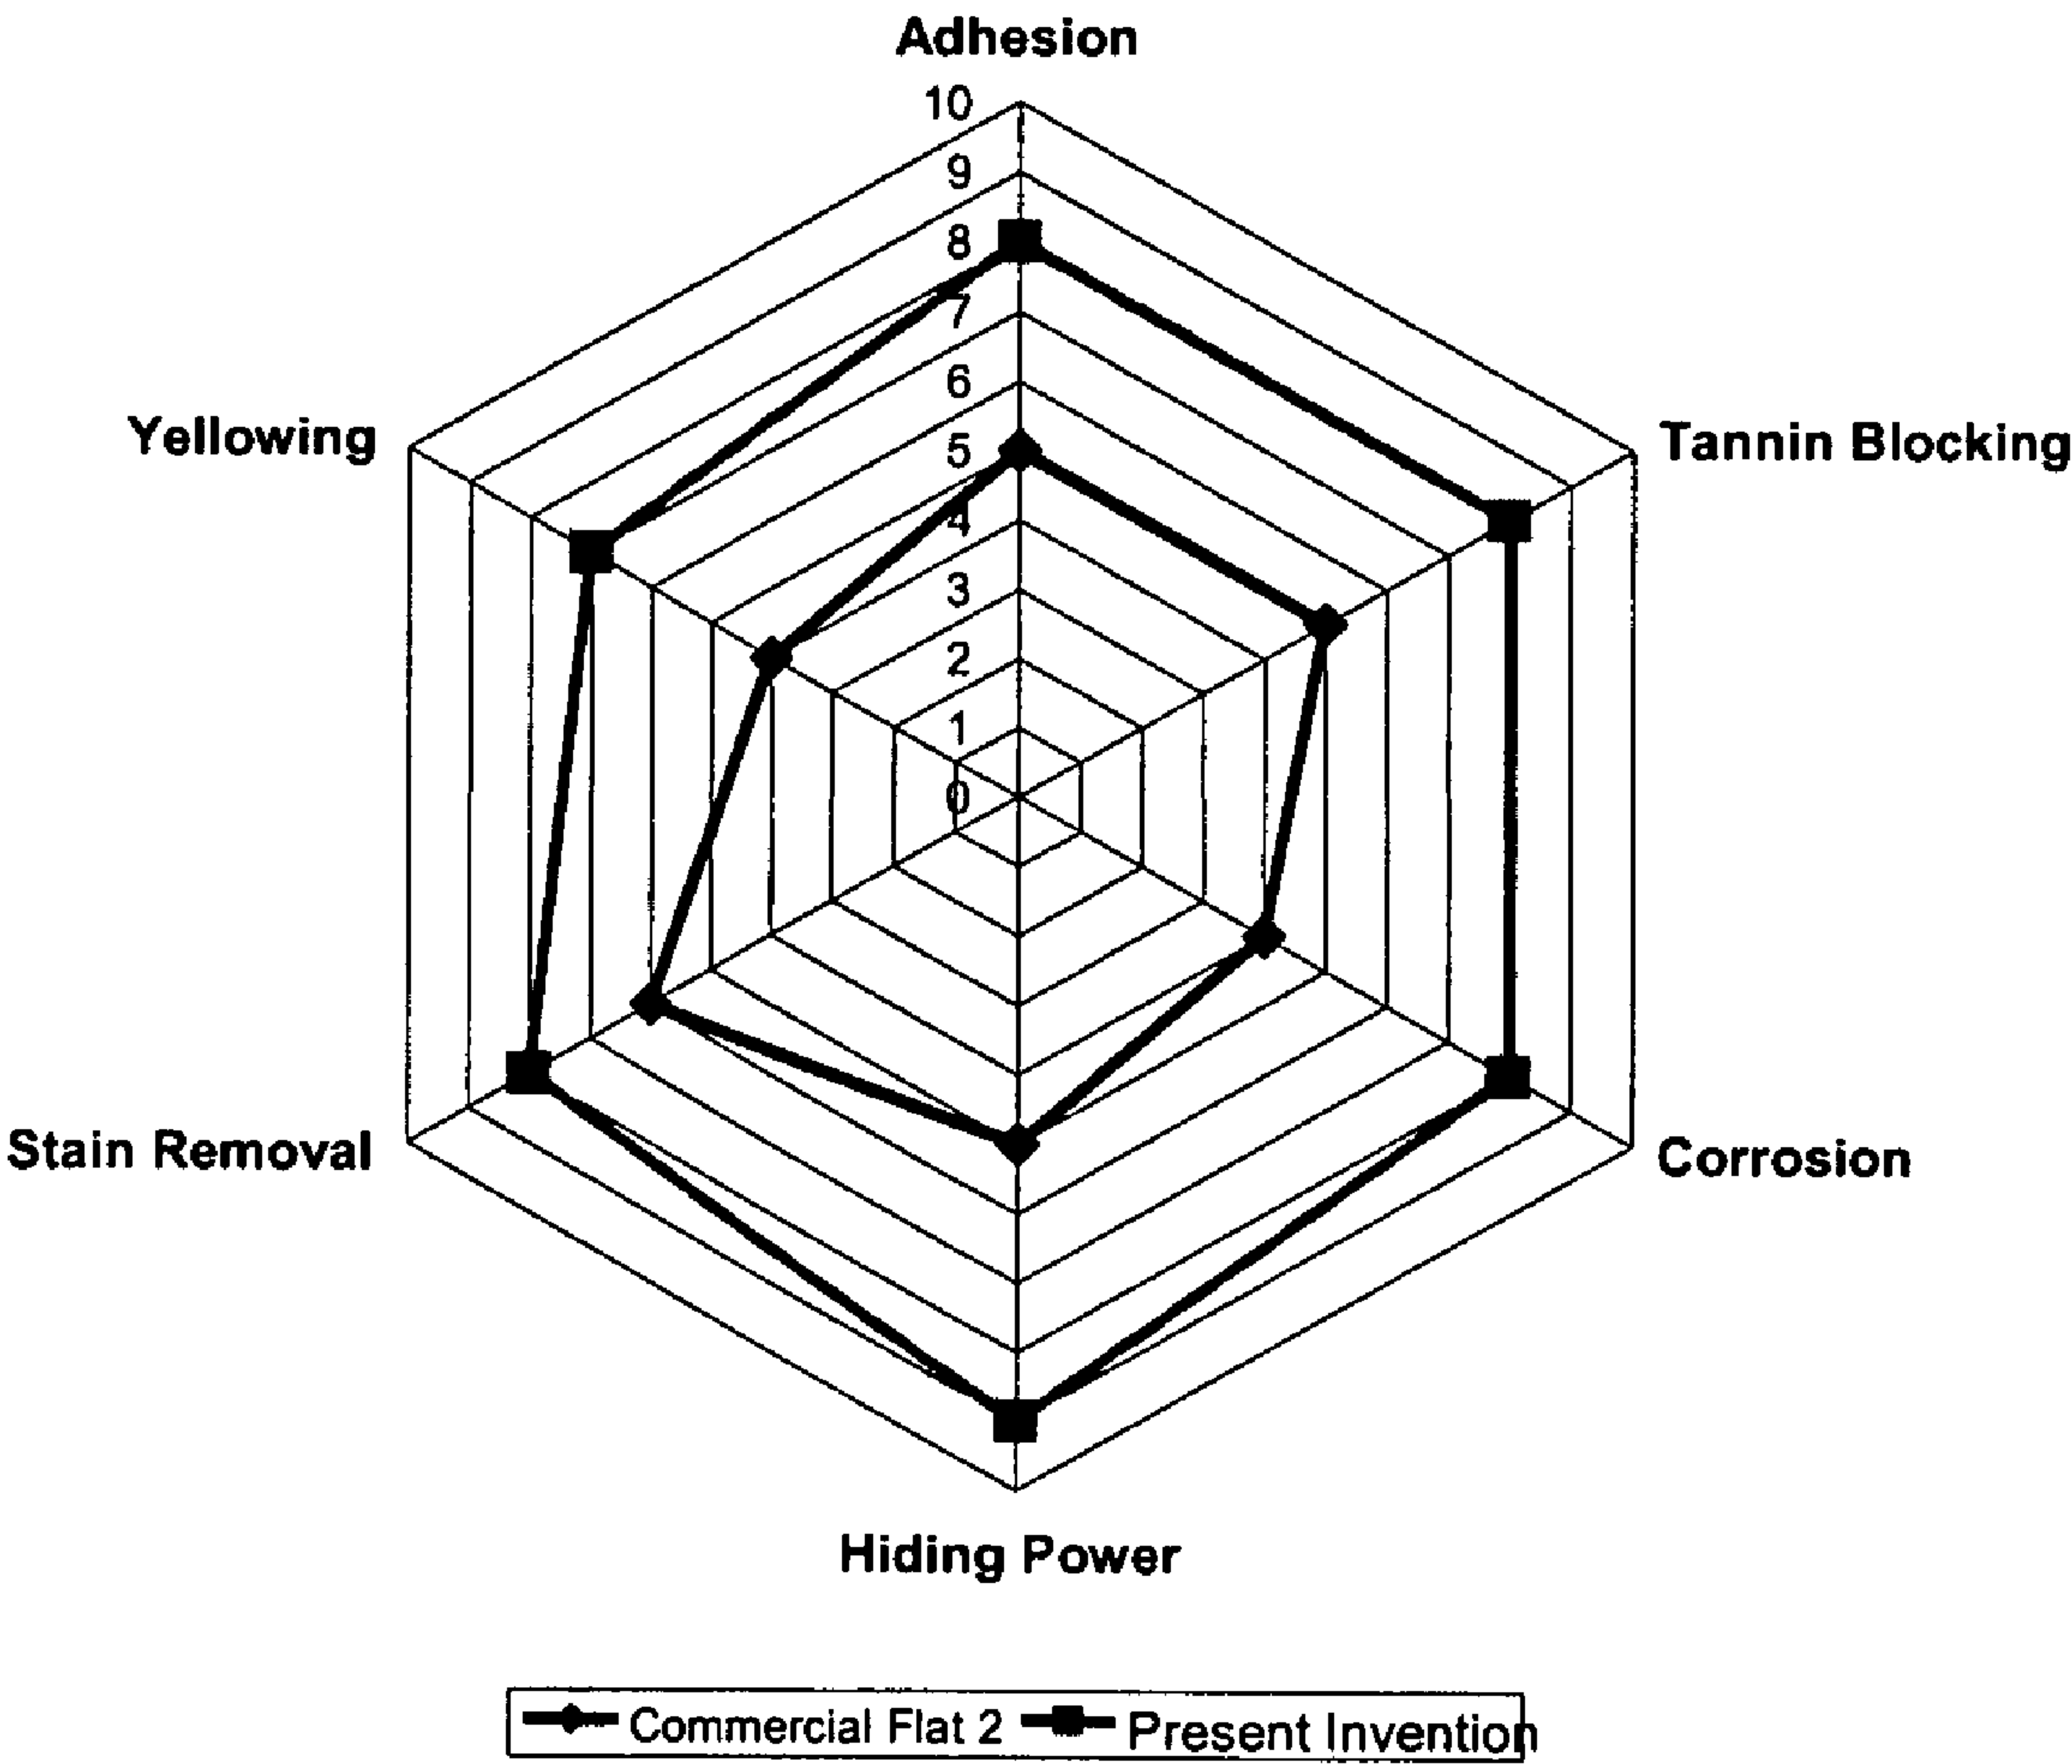 Adhesion
10
9
8
7
6
5
4
3
2
1
0
Yellowing
Tannin Blocking
Stain Removal
Corrosion
Hiding Power
Commercial Flat 2 Present Invention